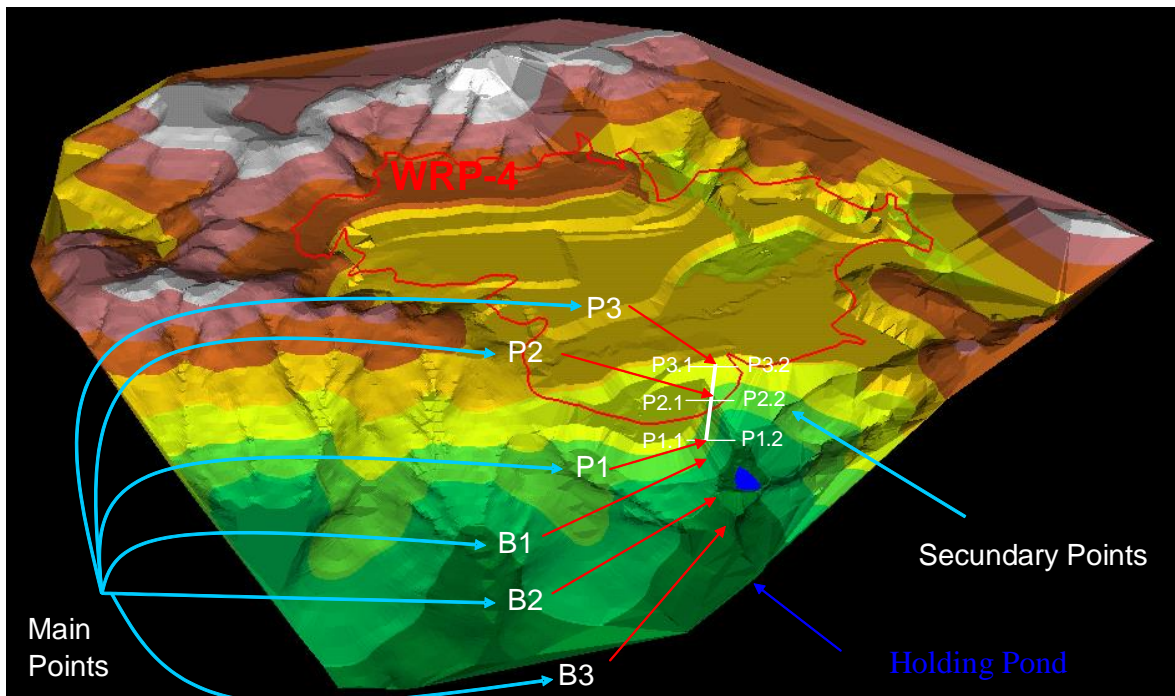 WRP-4
P3
P2
P3.1 P3.2
P2.1 P2.2
P1.1 P1.2
P1
B1
Secundary Points
B2
Main
Points
Holding Pond
B3